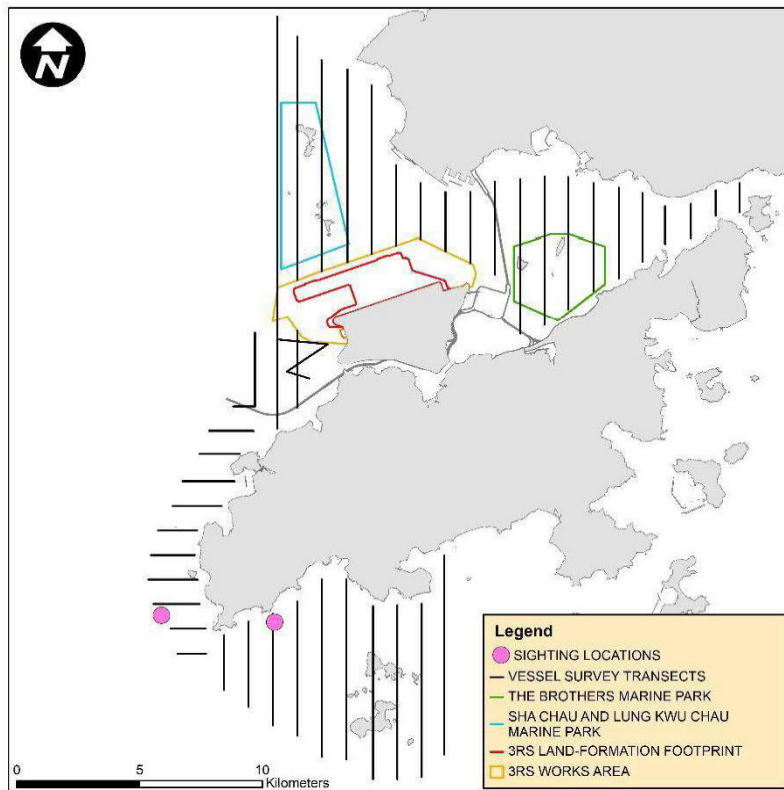 N
Legend
SIGHTING LOCATIONS
VESSEL SURVEY TRANSECTS
THE BROTHERS MARINE PARK
SHA CHAU AND LUNG KWU CHAU
MARINE PARK
3RS LAND-FORMATION FOOTPRINT
3RS WORKS AREA
0 5 10
Kilometers